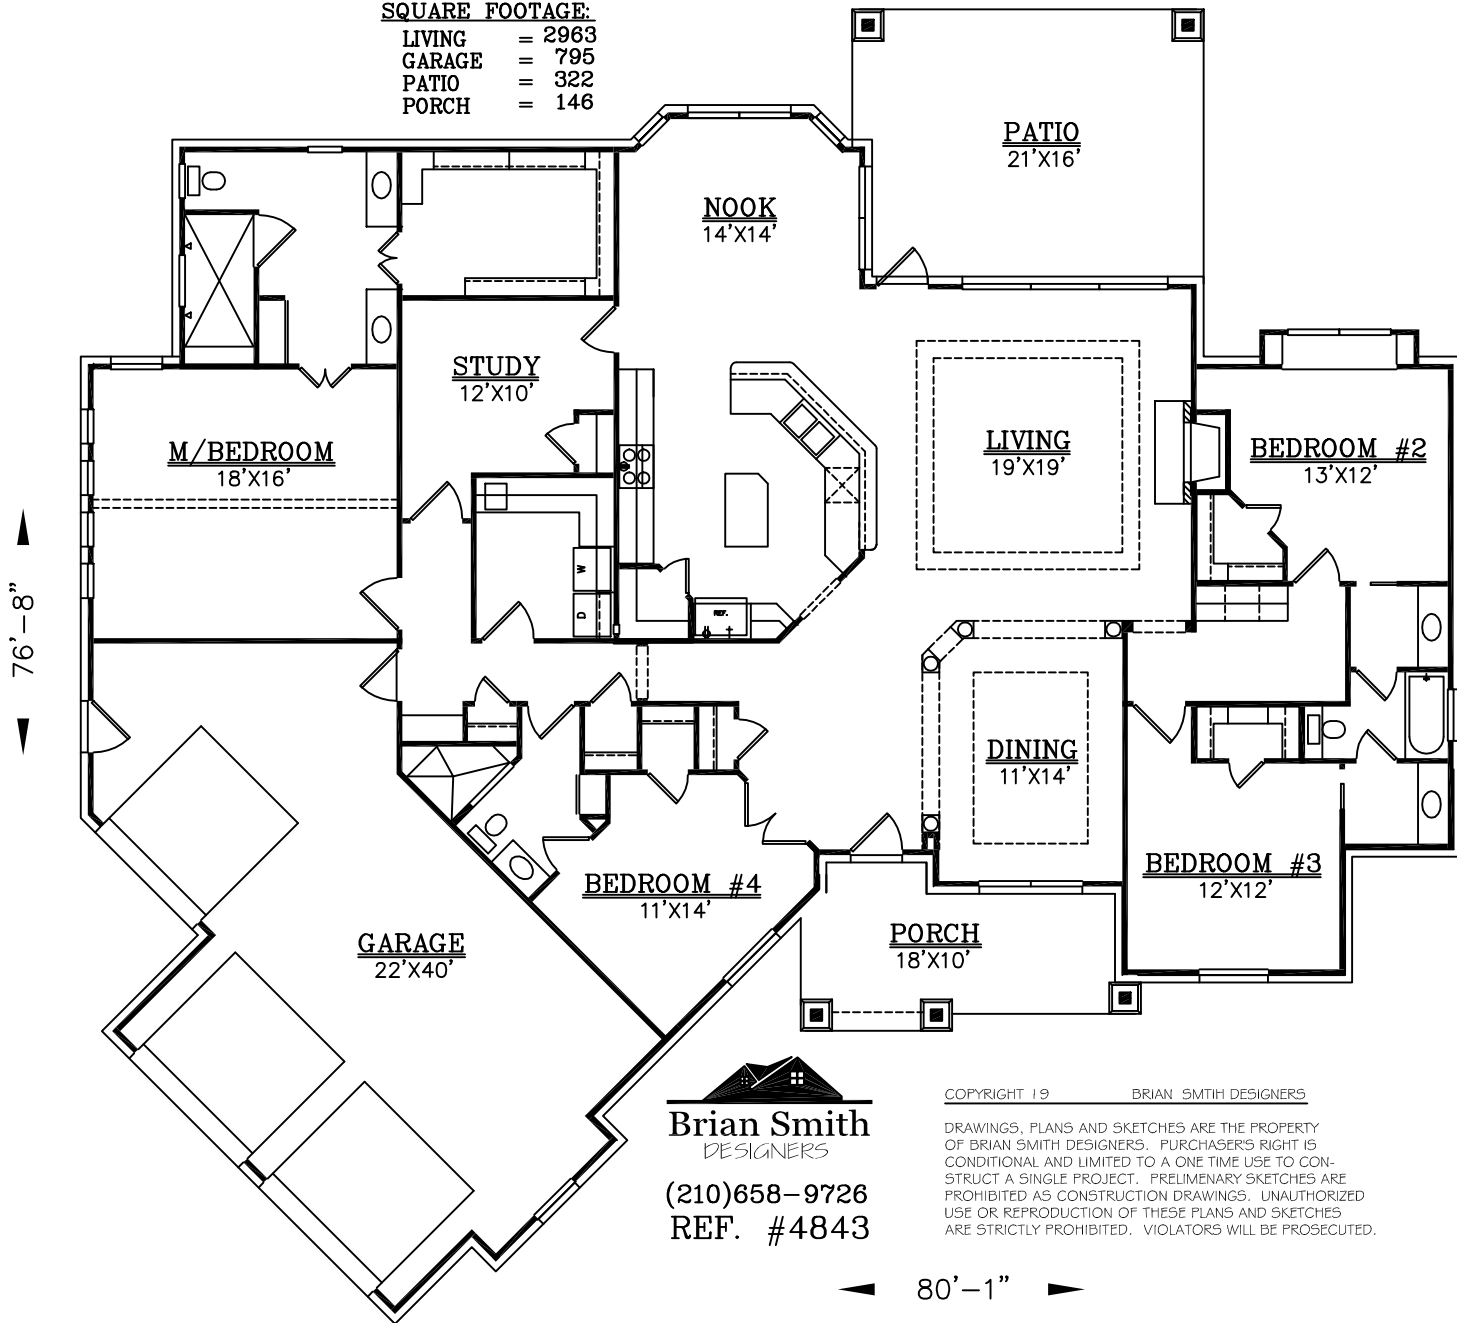 SQUARE FOOTAGE:
LIVING = 2963
GARAGE = 795
PATIO = 322
PORCH = 146
PATIO
21'X16'
NOOK
14'X14'
STUDY
12'X10'
M/BEDROOM
18'X16'
LIVING
19'X19'
BEDROOM #2
13'X12'
W
D
REF.
76'-8"
DINING
11'X14'
BEDROOM #4
11'X14'
BEDROOM #3
12'X12'
GARAGE
22'X40'
PORCH
18'X10'
Brian Smith
DESIGNERS
(210)658-9726
REF. #4843
COPYRIGHT 19 BRIAN SMTIH DESIGNERS
DRAWINGS, PLANS AND SKETCHES ARE THE PROPERTY
OF BRIAN SMITH DESIGNERS. PURCHASER'S RIGHT IS
CONDITIONAL AND LIMITED TO A ONE TIME USE TO CON-
STRUCT A SINGLE PROJECT. PRELIMENARY SKETCHES ARE
PROHIBITED AS CONSTRUCTION DRAWINGS. UNAUTHORIZED
USE OR REPRODUCTION OF THESE PLANS AND SKETCHES
ARE STRICTLY PROHIBITED. VIOLATORS WILL BE PROSECUTED.
80'-1"